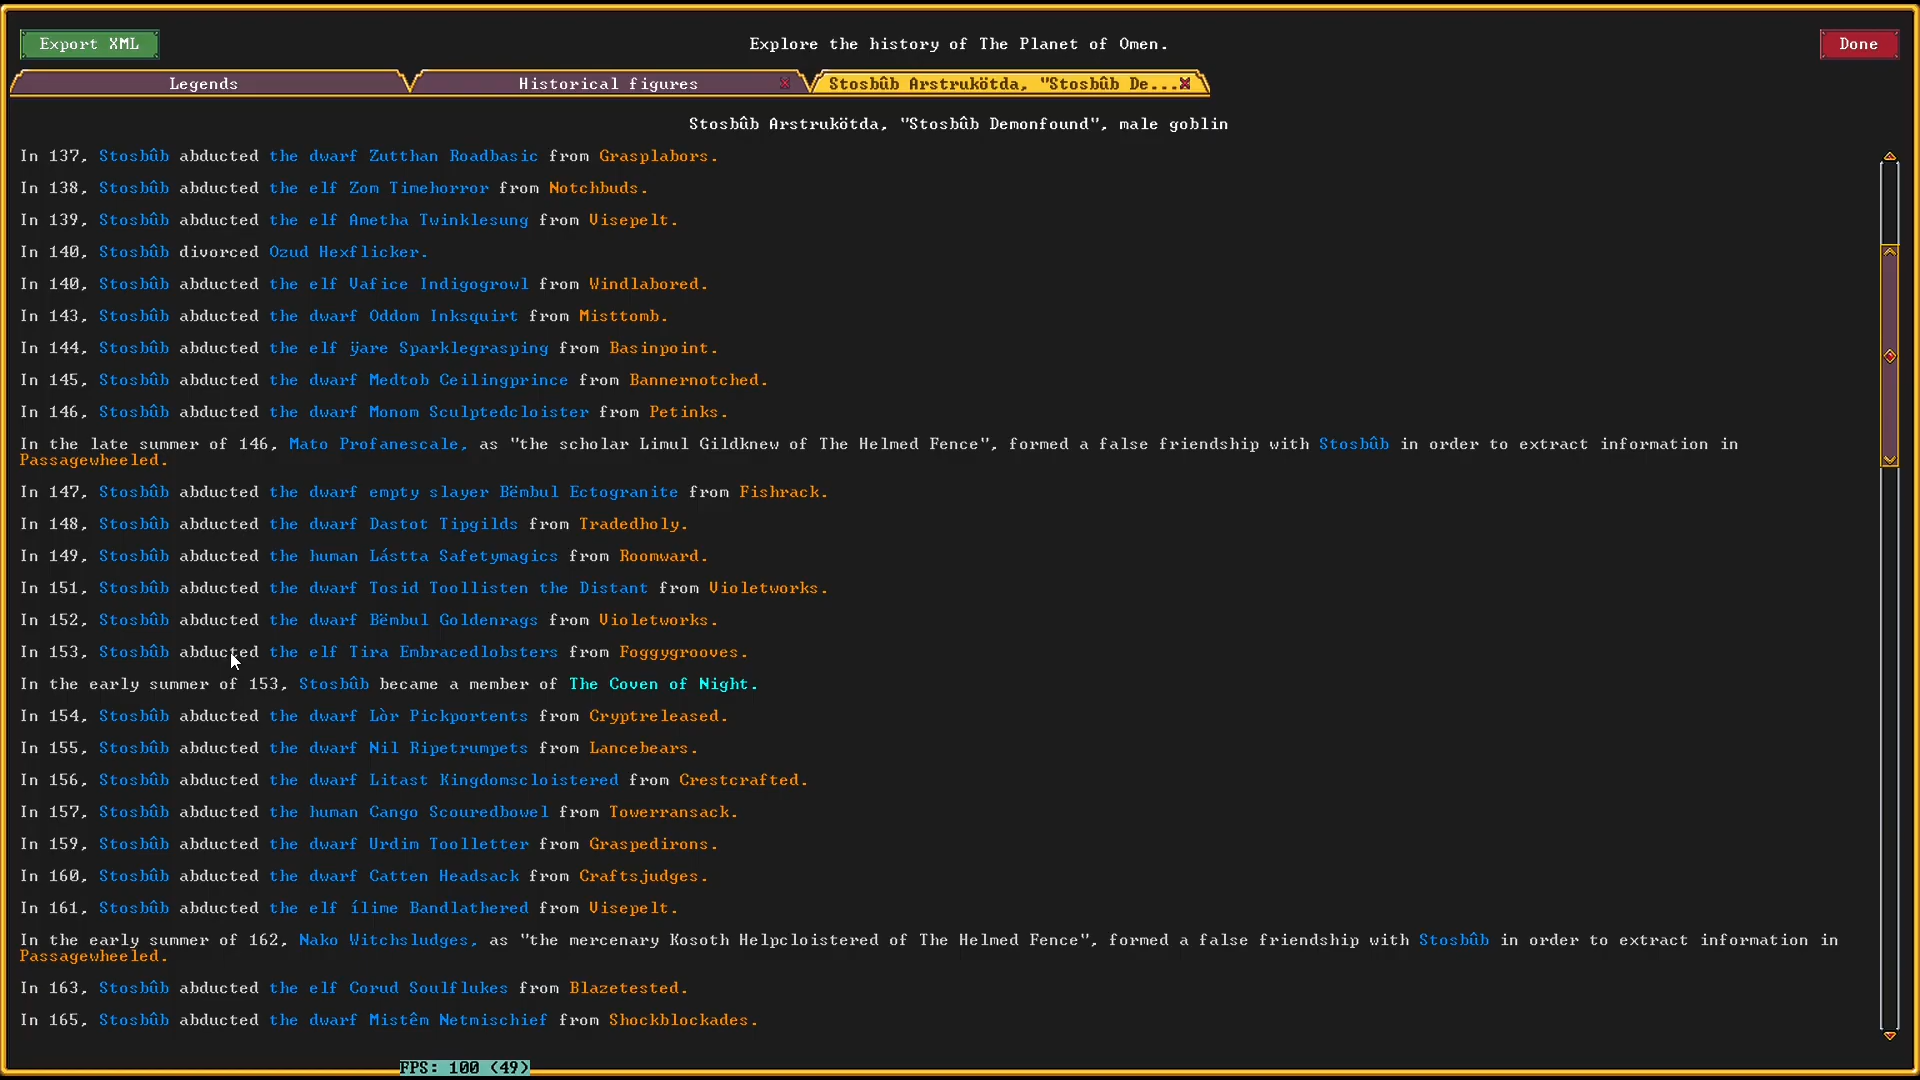 Export XML
Explore the history of The Planet of Omen.
Done
Legends
Historical figures
Stosbûb Arstrukötda, "Stosbûb De...
Stosbûb Arstrukötda, "Stosbûb Demonfound", male goblin
In 137, Stosbûb abducted the dwarf Zutthan Roadbasic from Grasplabors.
In 138, Stosbûb abducted the elf Zom Timehorror from Notchbuds.
In 139, Stosbûb abducted the elf Ametha Twinklesung from Visepelt.
In 140, Stosbûb divorced Ozud Hexflicker.
In 140, Stosbûb abducted the elf Vafice Indigogrowl from Windlabored.
In 143, Stosbûb abducted the dwarf Oddom Inksquirt from Misttomb.
In 144, Stosbûb abducted the elf ÿare Sparklegrasping from Basinpoint.
In 145, Stosbûb abducted the dwarf Medtob Ceilingprince from Bannernotched.
In 146, Stosbûb abducted the dwarf Monom Sculptedcloister from Petinks.
In the late summer of 146, Mato Profanescale, as "the scholar Limul Gildknew of The Helmed Fence", formed a false friendship with Stosbûb in order to extract information in
Passagewheeled.
In 147, Stosbûb abducted the dwarf empty slayer Bëmbul Ectogranite from Fishrack.
In 148, Stosbûb abducted the dwarf Dastot Tipgilds from Tradedholy.
In 149, Stosbûb abducted the human Lástta Safetymagics from Roomward.
In 151, Stosbûb abducted the dwarf Tosid Toollisten the Distant from Violetworks.
In 152, Stosbûb abducted the dwarf Bëmbul Goldenrags from Violetworks.
In 153, Stosbûb abducted the elf Tira Embracedlobsters from Foggygrooves.
In the early summer of 153, Stosbûb became a member of The Coven of Night.
In 154, Stosbûb abducted the dwarf Lòr Pickportents from Cryptreleased.
In 155, Stosbûb abducted the dwarf Nil Ripetrumpets from Lancebears.
In 156, Stosbûb abducted the dwarf Litast Kingdomscloistered from Crestcrafted.
In 157, Stosbûb abducted the human Cango Scouredbowel from Towerransack.
In 159, Stosbûb abducted the dwarf Urdim Toolletter from Graspedirons.
In 160, Stosbûb abducted the dwarf Catten Headsack from Craftsjudges.
In 161, Stosbûb abducted the elf ílime Bandlathered from Visepelt.
In the early summer of 162, Nako Witchsludges, as "the mercenary Kosoth Helpcloistered of The Helmed Fence", formed a false friendship with Stosbûb in order to extract information in
Passagewheeled.
In 163, Stosbûb abducted the elf Corud Soulflukes from Blazetested.
In 165, Stosbûb abducted the dwarf Mistêm Netmischief from Shockblockades.
FPS: 100 (49)